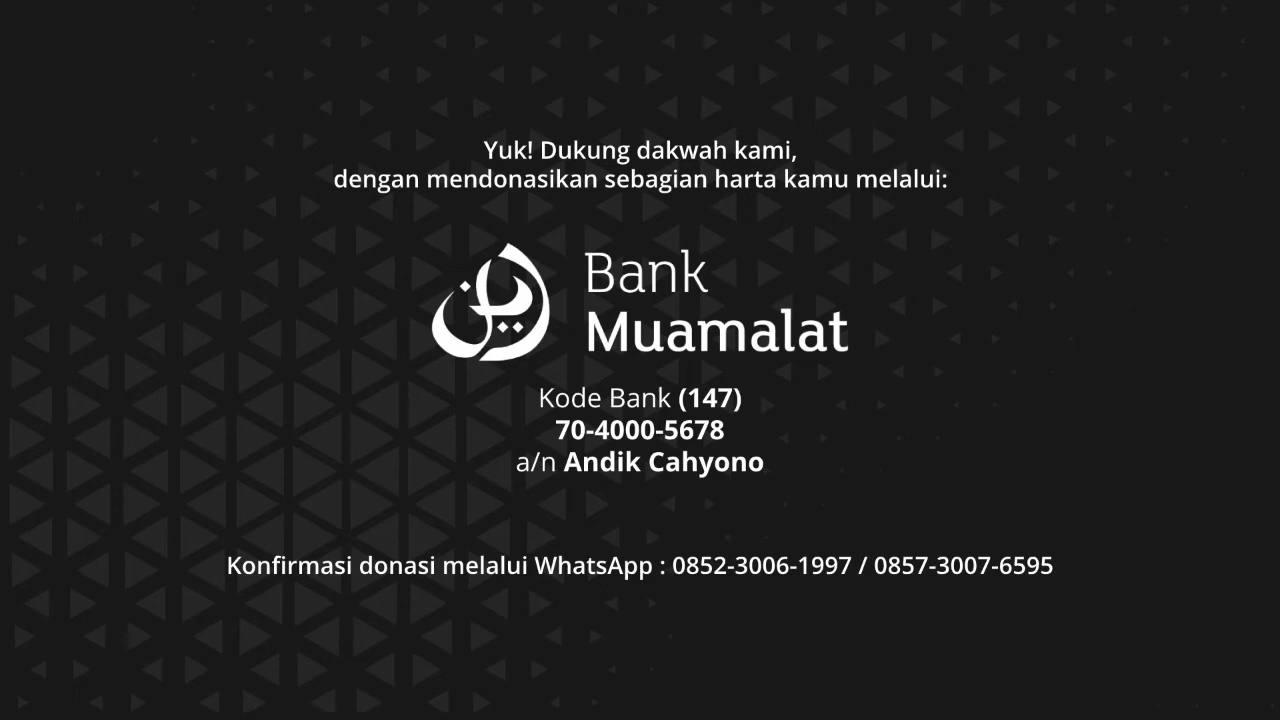 Yuk! Dukung dakwah kami,
dengan mendonasikan sebagian harta kamu melalui:
Bank
Muamalat
Kode Bank (147)
70-4000-5678
a/n Andik Cahyono
Konfirmasi donasi melalui WhatsApp : 0852-3006-1997 / 0857-3007-6595